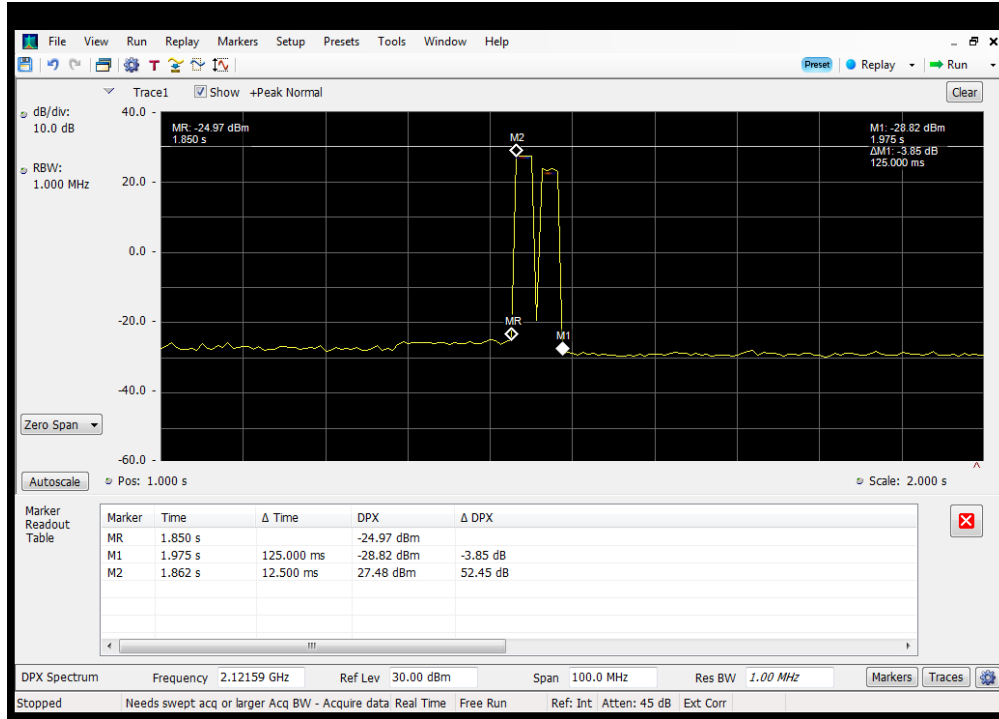 File View Run Replay Markers Setup Presets Tools Window Help
T Preset Replay Run
Trace1 Show +Peak Normal Clear
dB/div:
10.0 dB
RBW:
1.000 MHz
40.0
20.0
0.0
-20.0
-40.0
-60.0
MR: -24.97 dBm
1.850 s
M2
M1: -28.82 dBm
1.975 s
ΔM1: -3.85 dB
125.000 ms
MR
M1
Zero Span
Autoscale Pos: 1.000 s Scale: 2.000 s
Marker
Readout
Table
Marker Time Δ Time DPX Δ DPX
MR 1.850 s -24.97 dBm
M1 1.975 s 125.000 ms -28.82 dBm -3.85 dB
M2 1.862 s 12.500 ms 27.48 dBm 52.45 dB
DPX Spectrum Frequency 2.12159 GHz Ref Lev 30.00 dBm Span 100.0 MHz Res BW 1.00 MHz Markers Traces
Stopped Needs swept acq or larger Acq BW - Acquire data Real Time Free Run Ref: Int Atten: 45 dB Ext Corr